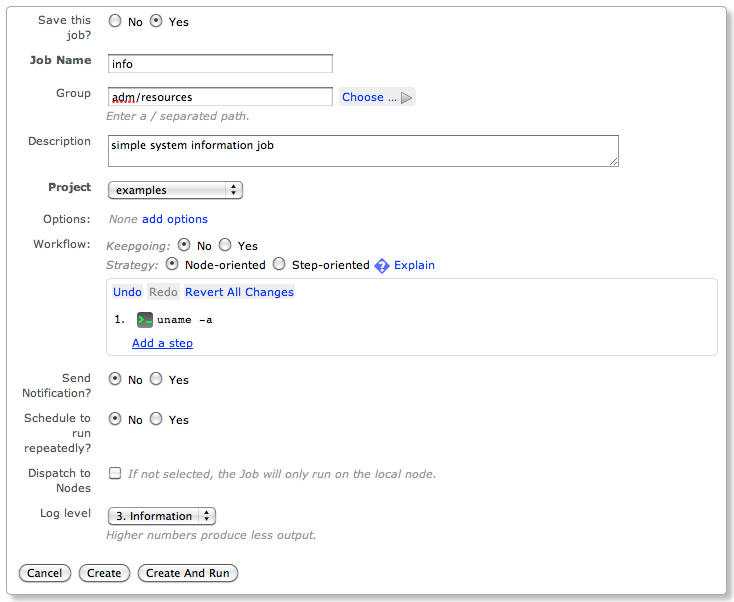 Save this job? No Yes
Job Name info
Group adm/resources Choose ...
Enter a / separated path.
Description simple system information job
Project examples
Options: None add options
Workflow: Keepgoing: No Yes
Strategy: Node-oriented Step-oriented ? Explain
Undo Redo Revert All Changes
1. >_ uname -a
Add a step
Send Notification? No Yes
Schedule to run repeatedly? No Yes
Dispatch to Nodes If not selected, the Job will only run on the local node.
Log level 3. Information
Higher numbers produce less output.
Cancel Create Create And Run